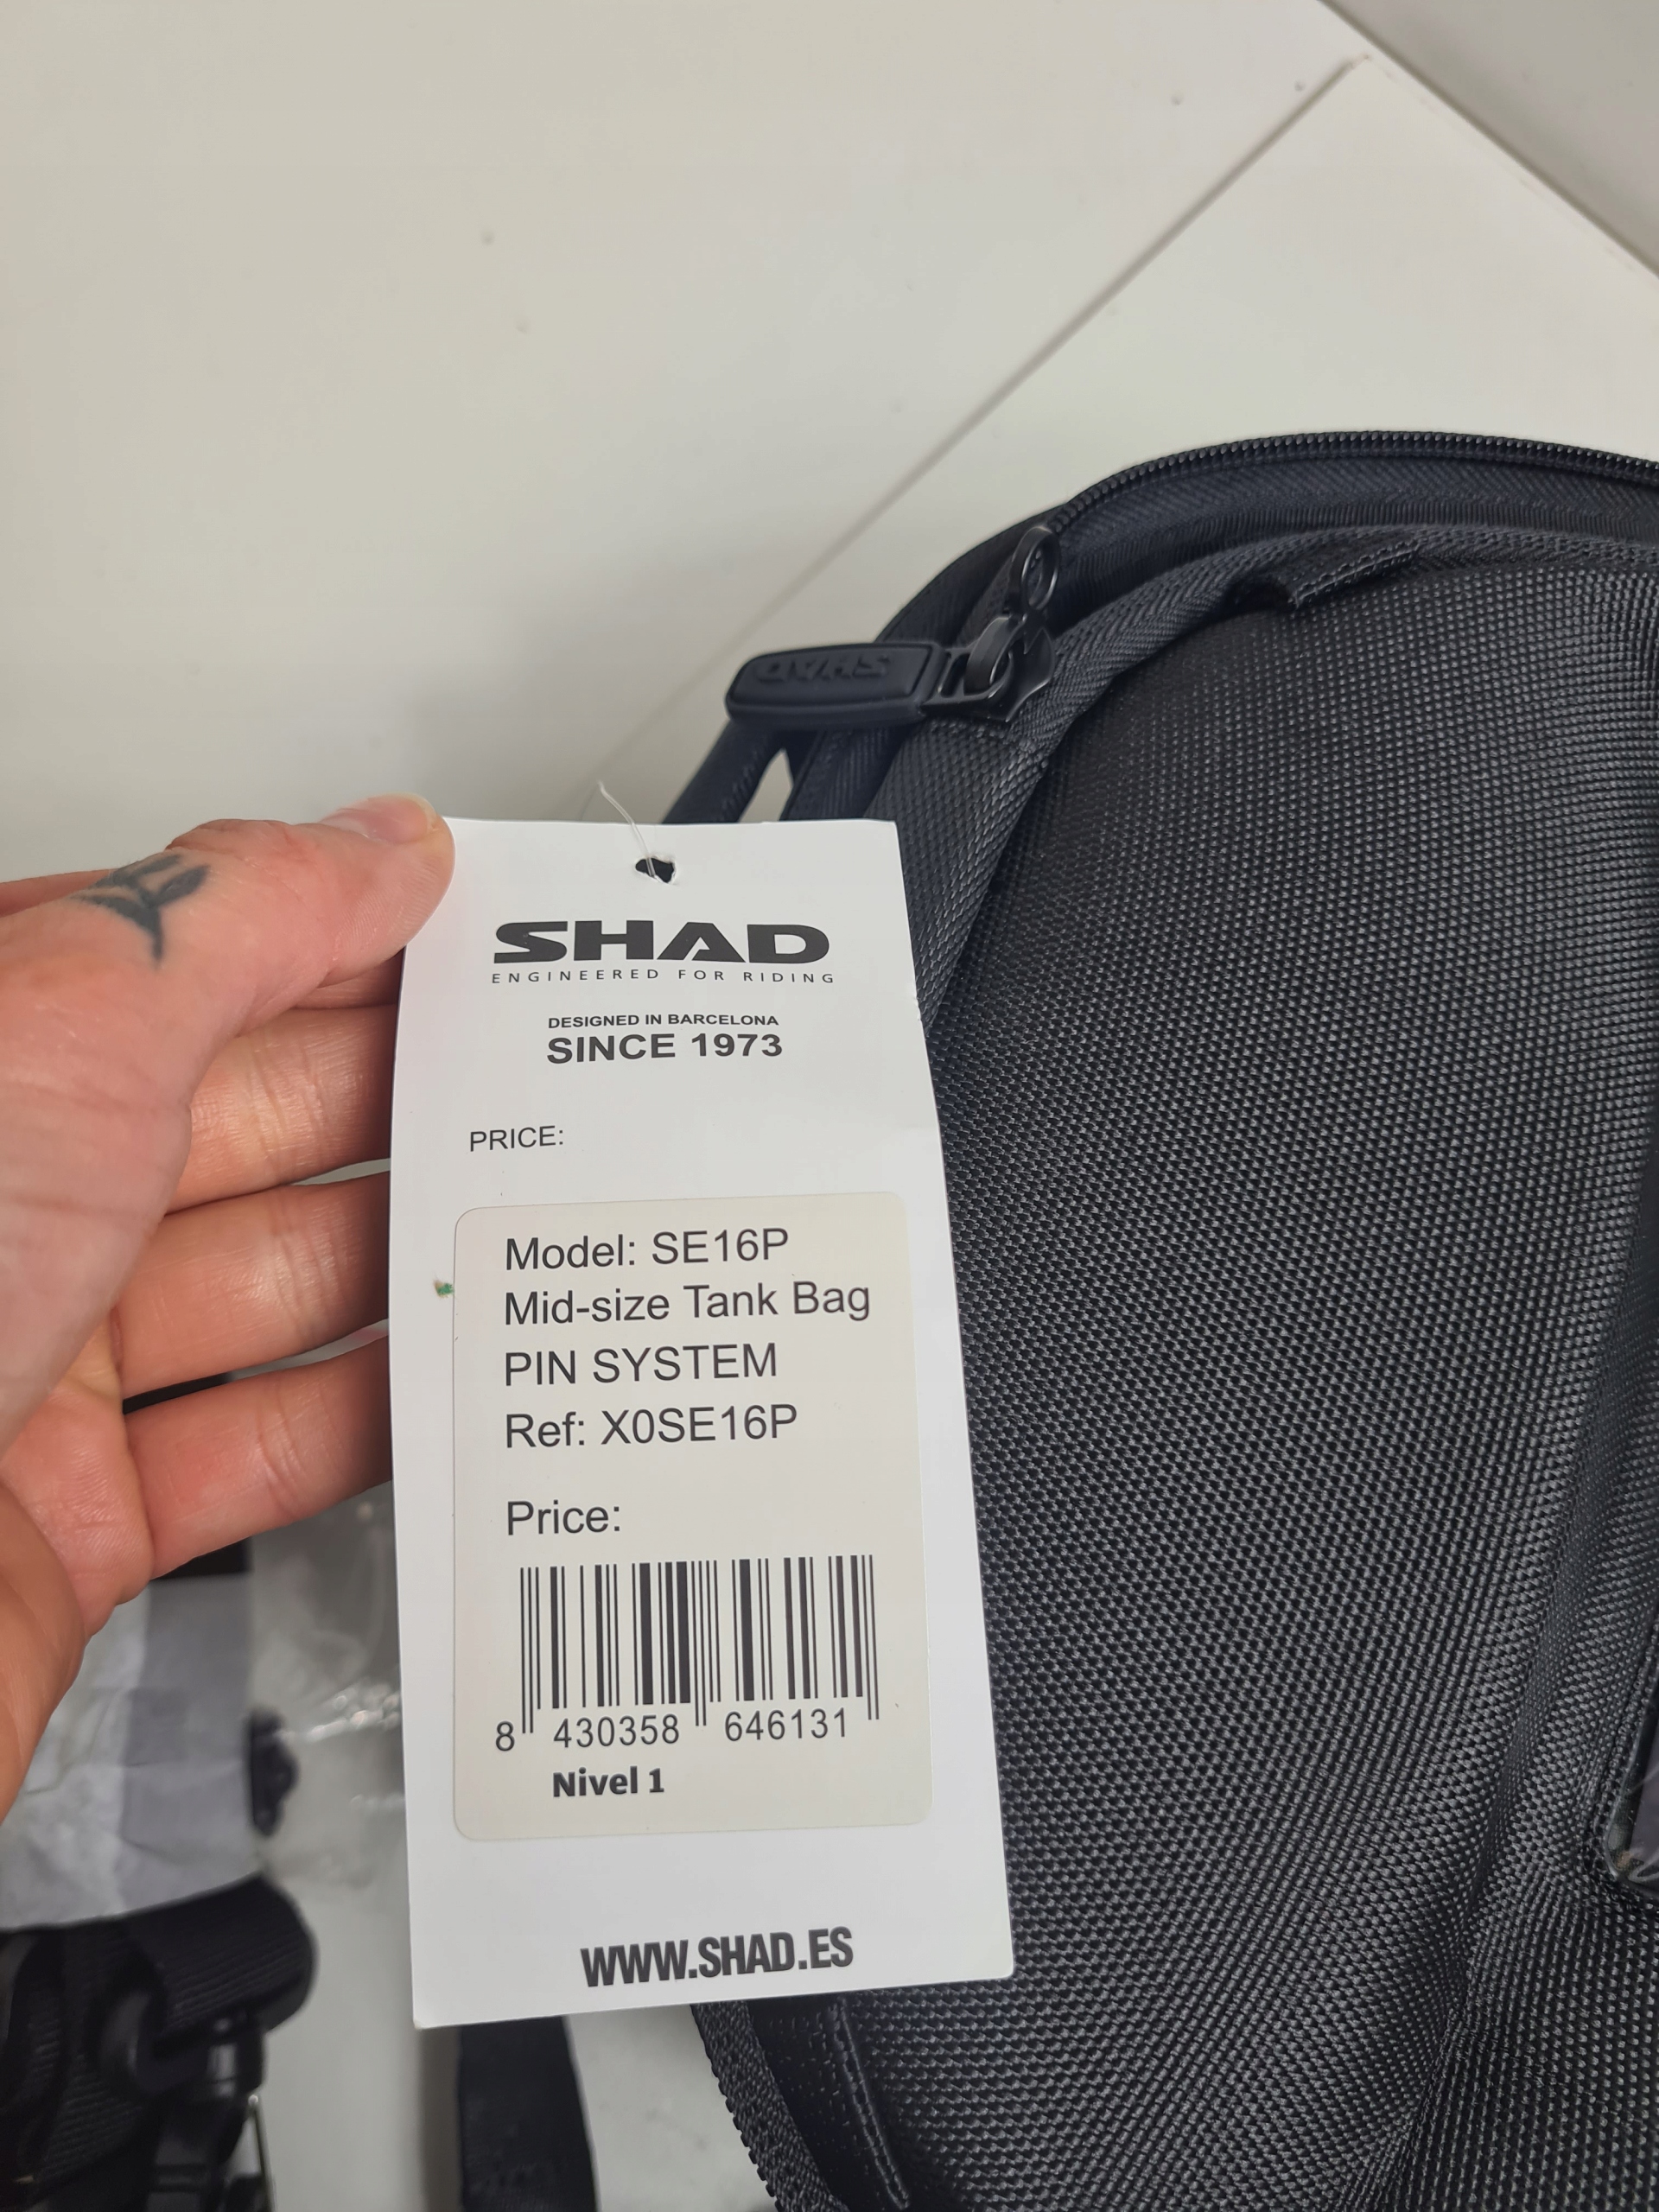 SHAD
SHAD
ENGINEERED FOR RIDING
DESIGNED IN BARCELONA
SINCE 1973
PRICE:
Model: SE16P
Mid-size Tank Bag
PIN SYSTEM
Ref: X0SE16P
Price:
8 430358 646131
Nivel 1
WWW.SHAD.ES